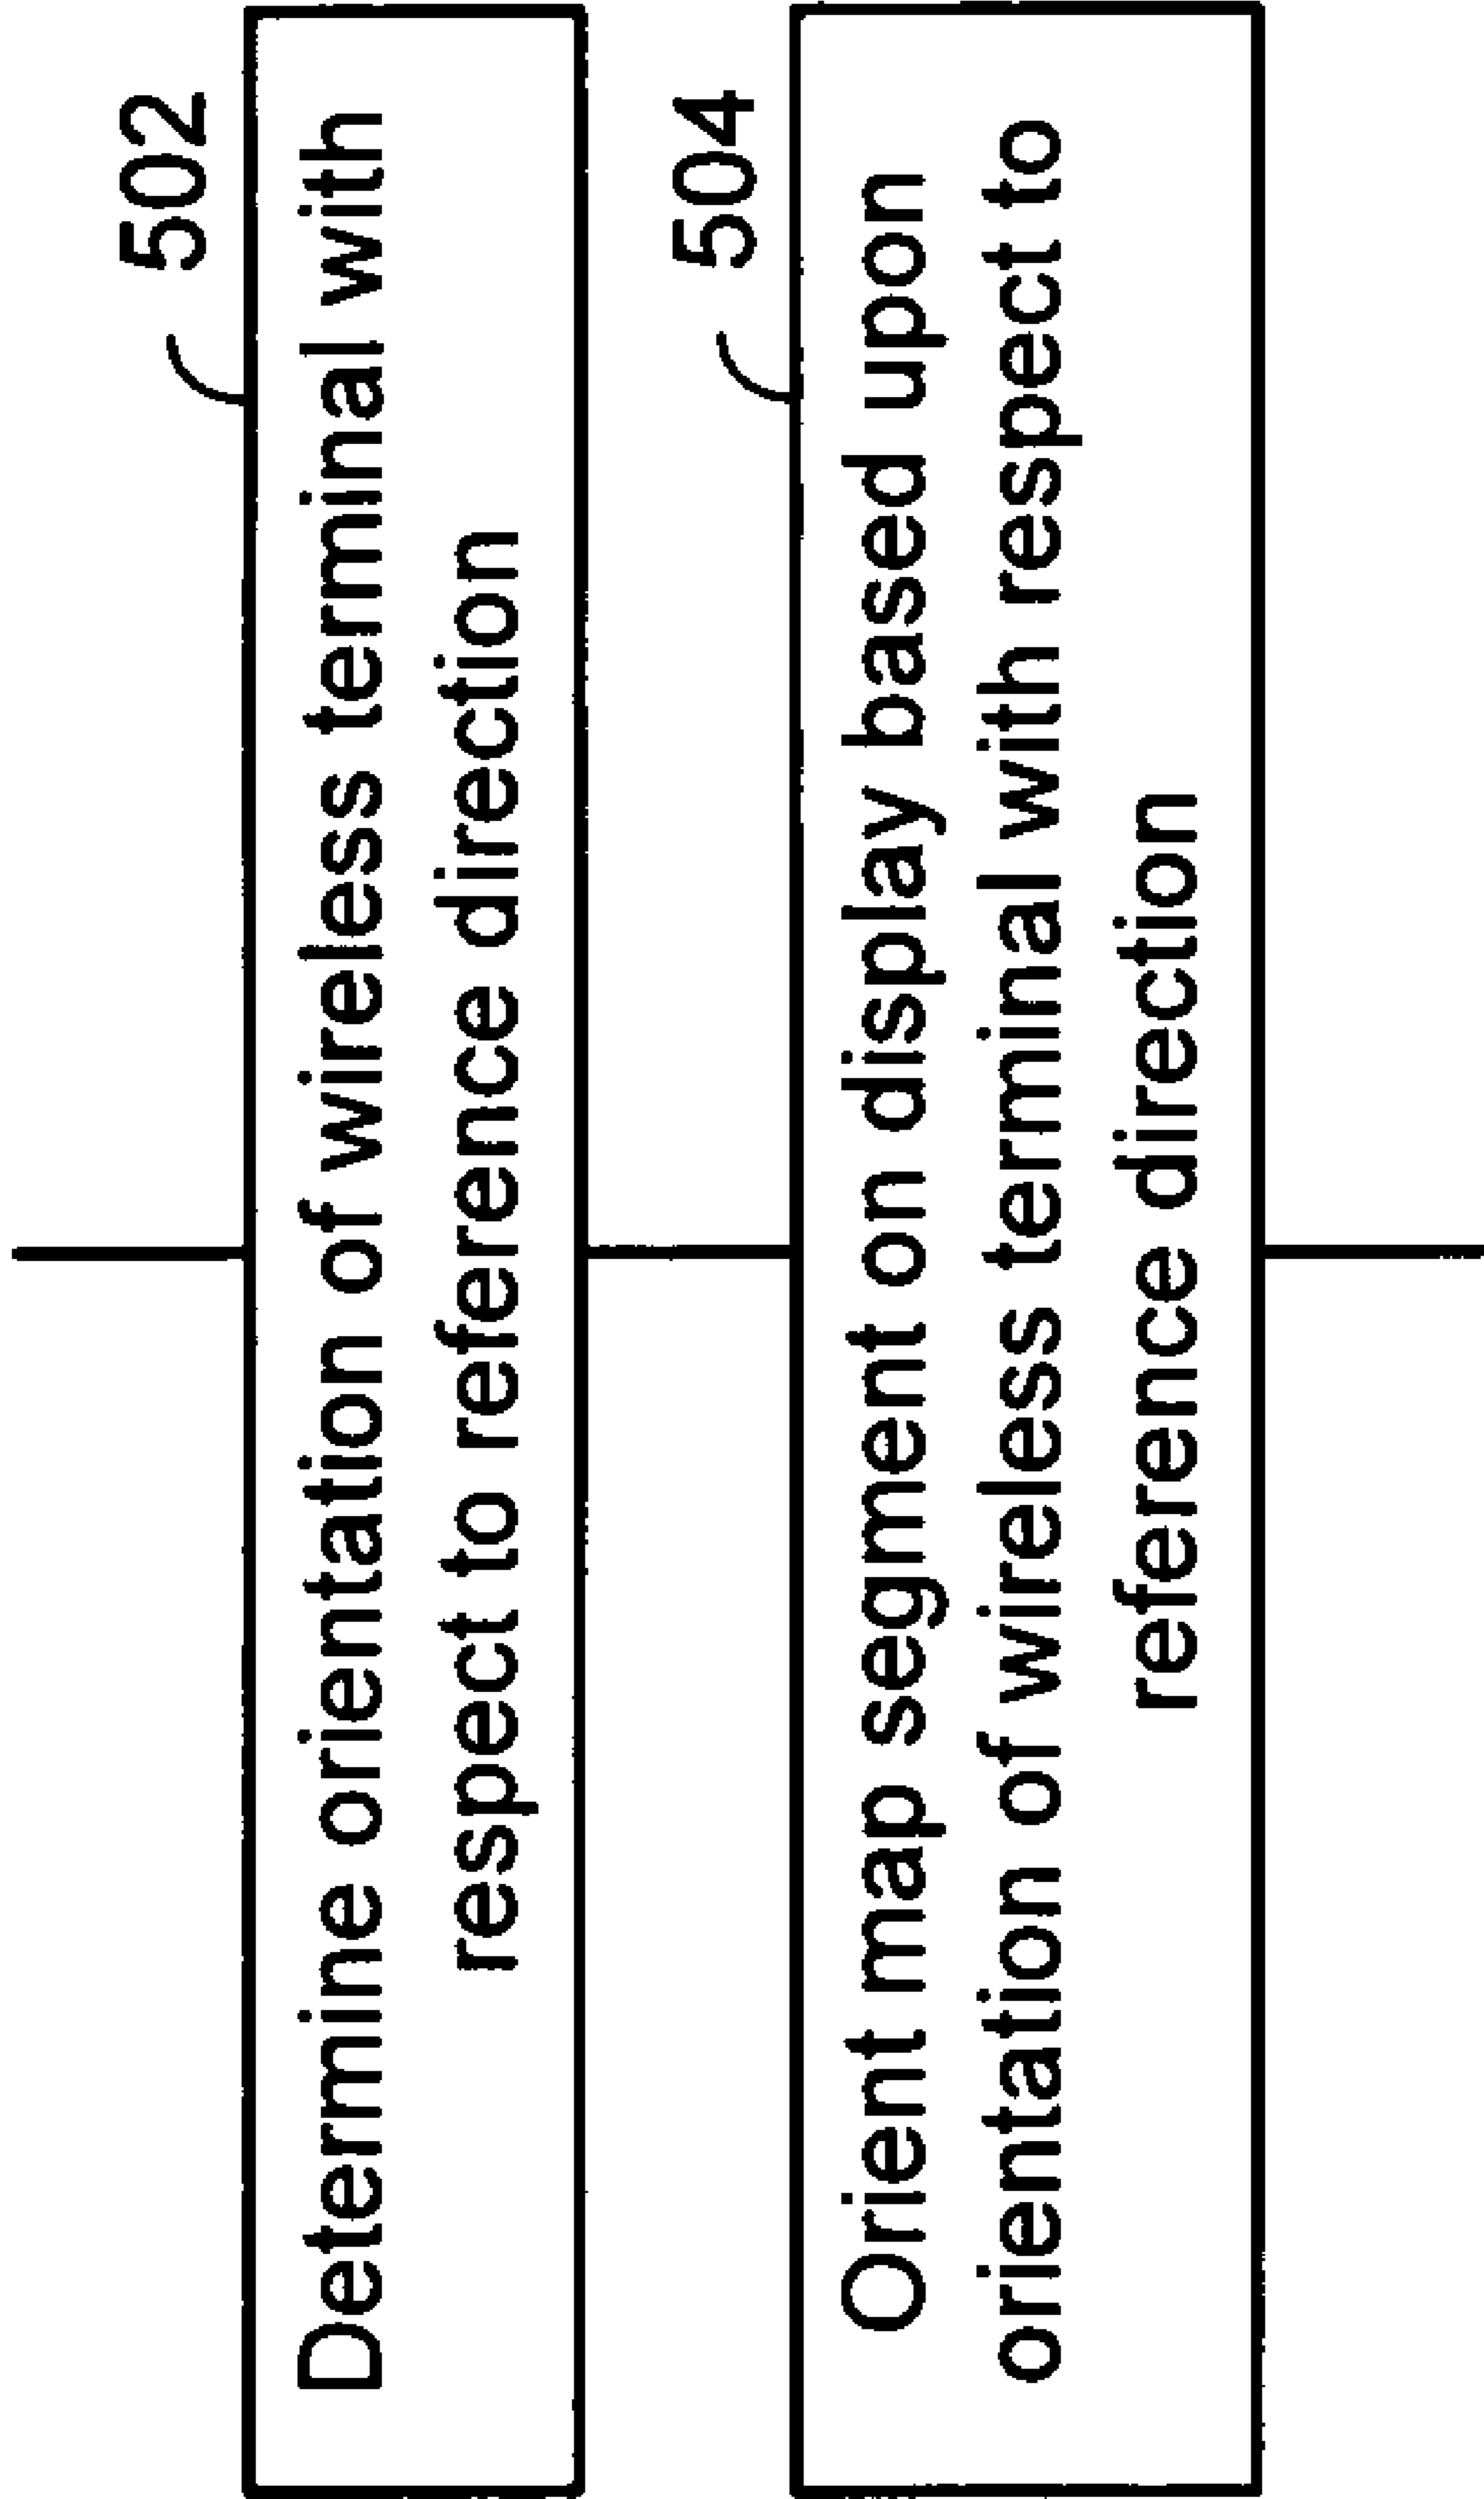 502
Determine orientation of wireless terminal with
respect to reference direction
504
Orient map segment on display based upon
orientation of wireless terminal with respect to
reference direction